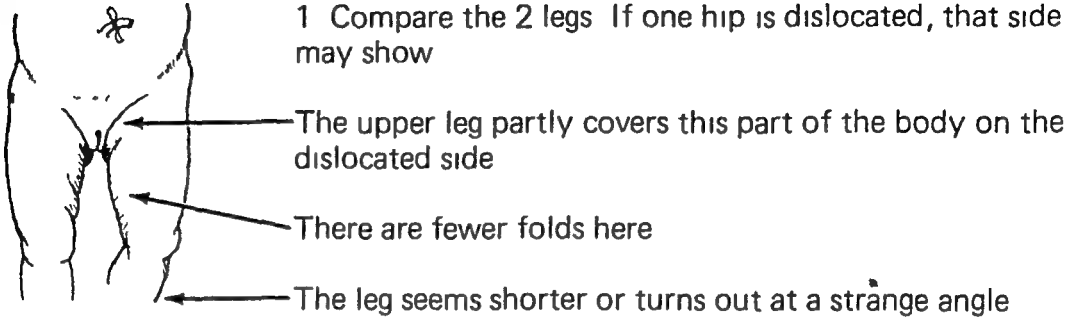 1 Compare the 2 legs If one hip is dislocated, that side
may show
The upper leg partly covers this part of the body on the
dislocated side
There are fewer folds here
The leg seems shorter or turns out at a strange angle